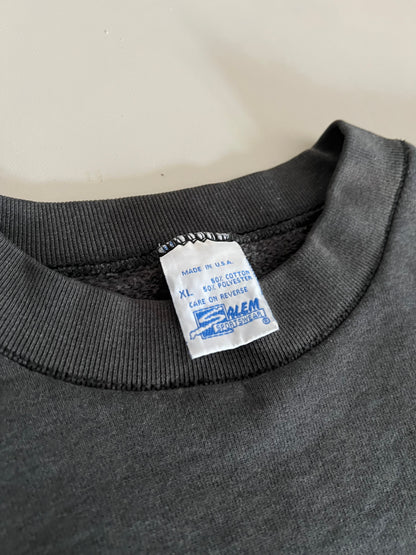 MADE IN U.S.A.
XL 50% COTTON
50% POLYESTER
CARE ON REVERSE
SALEM
SPORTSWEAR ©